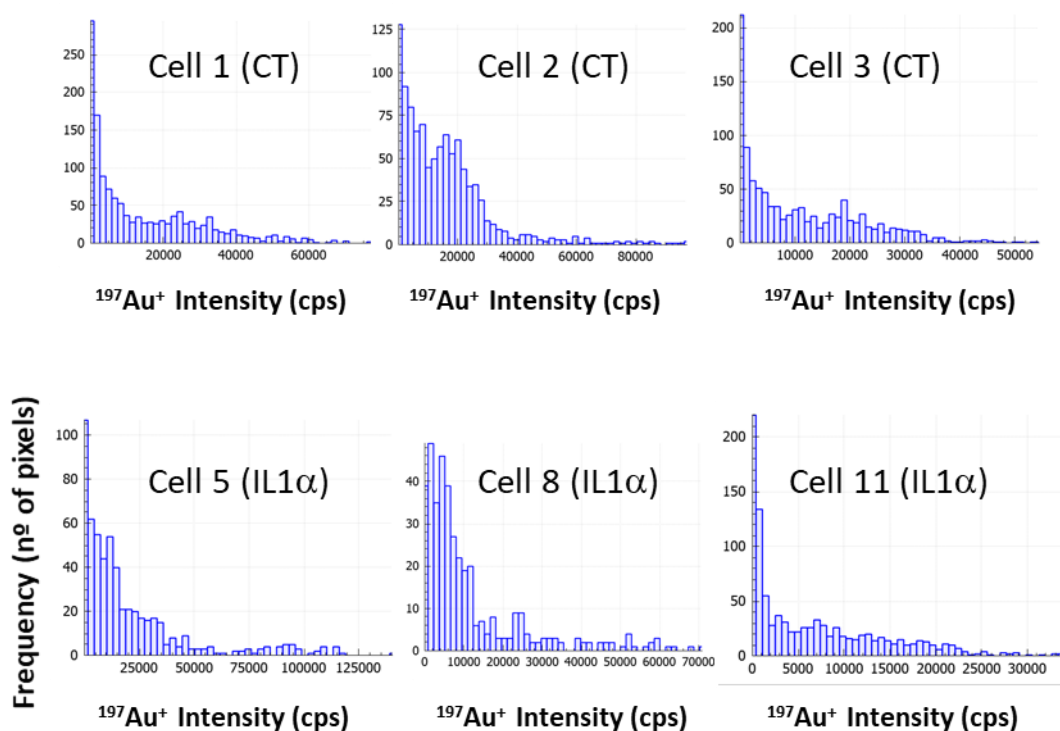 Cell 1 (CT)
250
200
150
100
50
0
20000 40000 60000
¹⁹⁷Au⁺ Intensity (cps)
Cell 2 (CT)
125
100
75
50
25
0
20000 40000 60000 80000
¹⁹⁷Au⁺ Intensity (cps)
Cell 3 (CT)
200
150
100
50
0
10000 20000 30000 40000 50000
¹⁹⁷Au⁺ Intensity (cps)
Frequency (nº of pixels)
Cell 5 (IL1α)
100
80
60
40
20
0
25000 50000 75000 100000 125000
¹⁹⁷Au⁺ Intensity (cps)
Cell 8 (IL1α)
40
30
20
10
0
0 10000 20000 30000 40000 50000 60000 70000
¹⁹⁷Au⁺ Intensity (cps)
Cell 11 (IL1α)
200
150
100
50
0
0 5000 10000 15000 20000 25000 30000
¹⁹⁷Au⁺ Intensity (cps)